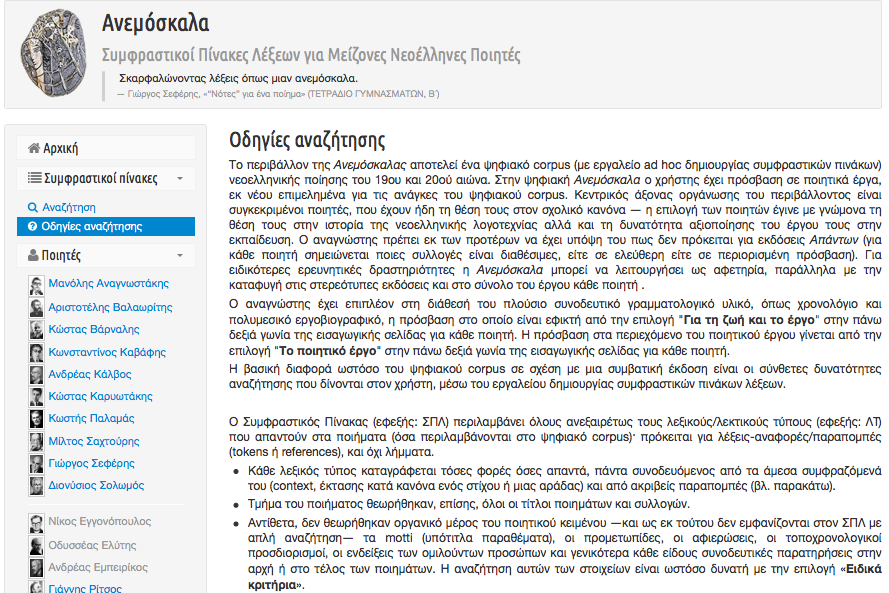 Ανεμόσκαλα
Συμφραστικοί Πίνακες Λέξεων για Μείζονες Νεοέλληνες Ποιητές
Σκαρφαλώνοντας λέξεις όπως μιαν ανεμόσκαλα.
— Γιώργος Σεφέρης, «"Νότες" για ένα ποίημα» (ΤΕΤΡΑΔΙΟ ΓΥΜΝΑΣΜΑΤΩΝ, Β΄)
Αρχική
Συμφραστικοί πίνακες
Αναζήτηση
Οδηγίες αναζήτησης
Ποιητές
Μανόλης Αναγνωστάκης
Αριστοτέλης Βαλαωρίτης
Κώστας Βάρναλης
Κωνσταντίνος Καβάφης
Ανδρέας Κάλβος
Κώστας Καρυωτάκης
Κωστής Παλαμάς
Μίλτος Σαχτούρης
Γιώργος Σεφέρης
Διονύσιος Σολωμός
Νίκος Εγγονόπουλος
Οδυσσέας Ελύτης
Ανδρέας Εμπειρίκος
Γιάννης Ρίτσος
Οδηγίες αναζήτησης
Το περιβάλλον της Ανεμόσκαλας αποτελεί ένα ψηφιακό corpus (με εργαλείο ad hoc δημιουργίας συμφραστικών πινάκων)
νεοελληνικής ποίησης του 19ου και 20ού αιώνα. Στην ψηφιακή Ανεμόσκαλα ο χρήστης έχει πρόσβαση σε ποιητικά έργα,
εκ νέου επιμελημένα για τις ανάγκες του ψηφιακού corpus. Κεντρικός άξονας οργάνωσης του περιβάλλοντος είναι
συγκεκριμένοι ποιητές, που έχουν ήδη τη θέση τους στον σχολικό κανόνα — η επιλογή των ποιητών έγινε με γνώμονα τη
θέση τους στην ιστορία της νεοελληνικής λογοτεχνίας αλλά και τη δυνατότητα αξιοποίησης του έργου τους στην
εκπαίδευση. Ο αναγνώστης πρέπει εκ των προτέρων να έχει υπόψη του πως δεν πρόκειται για εκδόσεις Απάντων (για
κάθε ποιητή σημειώνεται ποιες συλλογές είναι διαθέσιμες, είτε σε ελεύθερη είτε σε περιορισμένη πρόσβαση). Για
ειδικότερες ερευνητικές δραστηριότητες η Ανεμόσκαλα μπορεί να λειτουργήσει ως αφετηρία, παράλληλα με την
καταφυγή στις στερεότυπες εκδόσεις και στο σύνολο του έργου κάθε ποιητή .
Ο αναγνώστης έχει επιπλέον στη διάθεσή του πλούσιο συνοδευτικό γραμματολογικό υλικό, όπως χρονολόγιο και
πολυμεσικό εργοβιογραφικό, η πρόσβαση στο οποίο είναι εφικτή από την επιλογή "Για τη ζωή και το έργο" στην πάνω
δεξιά γωνία της εισαγωγικής σελίδας για κάθε ποιητή. Η πρόσβαση στα περιεχόμενο του ποιητικού έργου γίνεται από την
επιλογή "Το ποιητικό έργο" στην πάνω δεξιά γωνία της εισαγωγικής σελίδας για κάθε ποιητή.
Η βασική διαφορά ωστόσο του ψηφιακού corpus σε σχέση με μια συμβατική έκδοση είναι οι σύνθετες δυνατότητες
αναζήτησης που δίνονται στον χρήστη, μέσω του εργαλείου δημιουργίας συμφραστικών πινάκων λέξεων.
Ο Συμφραστικός Πίνακας (εφεξής: ΣΠΛ) περιλαμβάνει όλους ανεξαιρέτως τους λεξικούς/λεκτικούς τύπους (εφεξής: ΛΤ)
που απαντούν στα ποιήματα (όσα περιλαμβάνονται στο ψηφιακό corpus)· πρόκειται για λέξεις-αναφορές/παραπομπές
(tokens ή references), και όχι λήμματα.
● Κάθε λεξικός τύπος καταγράφεται τόσες φορές όσες απαντά, πάντα συνοδευόμενος από τα άμεσα συμφραζόμενά
του (context, έκτασης κατά κανόνα ενός στίχου ή μιας αράδας) και από ακριβείς παραπομπές (βλ. παρακάτω).
● Τμήμα του ποιήματος θεωρήθηκαν, επίσης, όλοι οι τίτλοι ποιημάτων και συλλογών.
● Αντίθετα, δεν θεωρήθηκαν οργανικό μέρος του ποιητικού κειμένου —και ως εκ τούτου δεν εμφανίζονται στον ΣΠΛ με
απλή αναζήτηση— τα motti (υπότιτλα παραθέματα), οι προμετωπίδες, οι αφιερώσεις, οι τοποχρονολογικοί
προσδιορισμοί, οι ενδείξεις των ομιλούντων προσώπων και γενικότερα κάθε είδους συνοδευτικές παρατηρήσεις στην
αρχή ή στο τέλος των ποιημάτων. Η αναζήτηση αυτών των στοιχείων είναι ωστόσο δυνατή με την επιλογή «Ειδικά
κριτήρια».